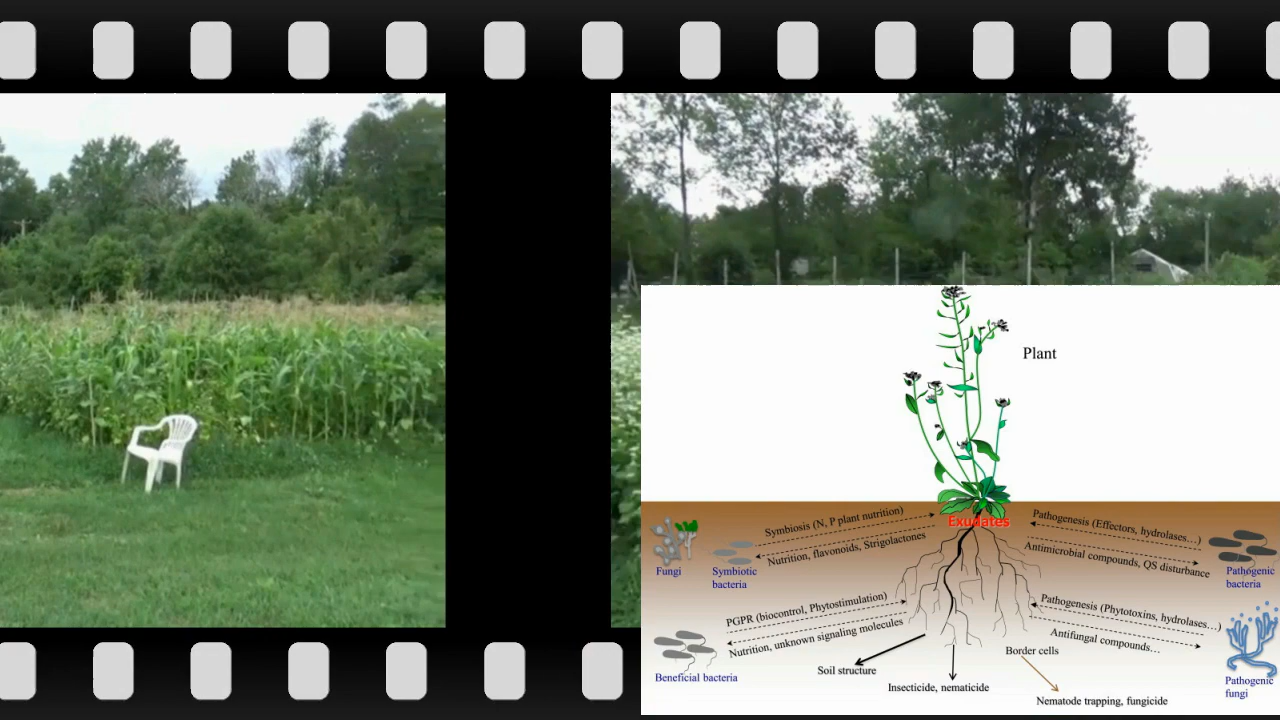 Plant
Exudates
Symbiosis (N, P plant nutrition)
Nutrition, flavonoids, Strigolactones
Fungi
Symbiotic
bacteria
Pathogenesis (Effectors, hydrolases…)
Antimicrobial compounds, QS disturbance
Pathogenic
bacteria
PGPR (biocontrol, Phytostimulation)
Nutrition, unknown signaling molecules
Beneficial bacteria
Pathogenesis (Phytotoxins, hydrolases…)
Antifungal compounds…
Pathogenic
fungi
Soil structure
Insecticide, nematicide
Border cells
Nematode trapping, fungicide